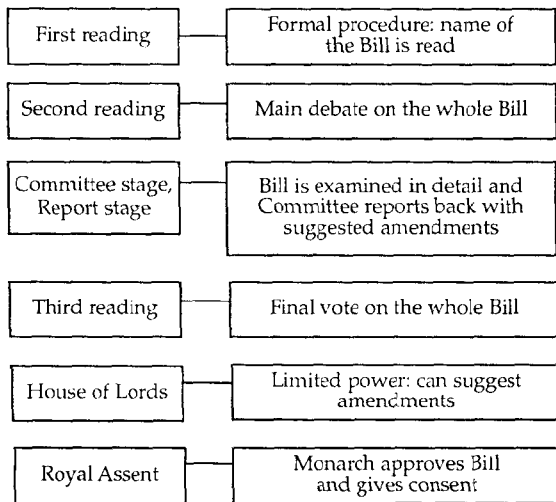 First reading
Formal procedure: name of
the Bill is read
Second reading
Main debate on the whole Bill
Committee stage,
Report stage
Bill is examined in detail and
Committee reports back with
suggested amendments
Third reading
Final vote on the whole Bill
House of Lords
Limited power: can suggest
amendments
Royal Assent
Monarch approves Bill
and gives consent